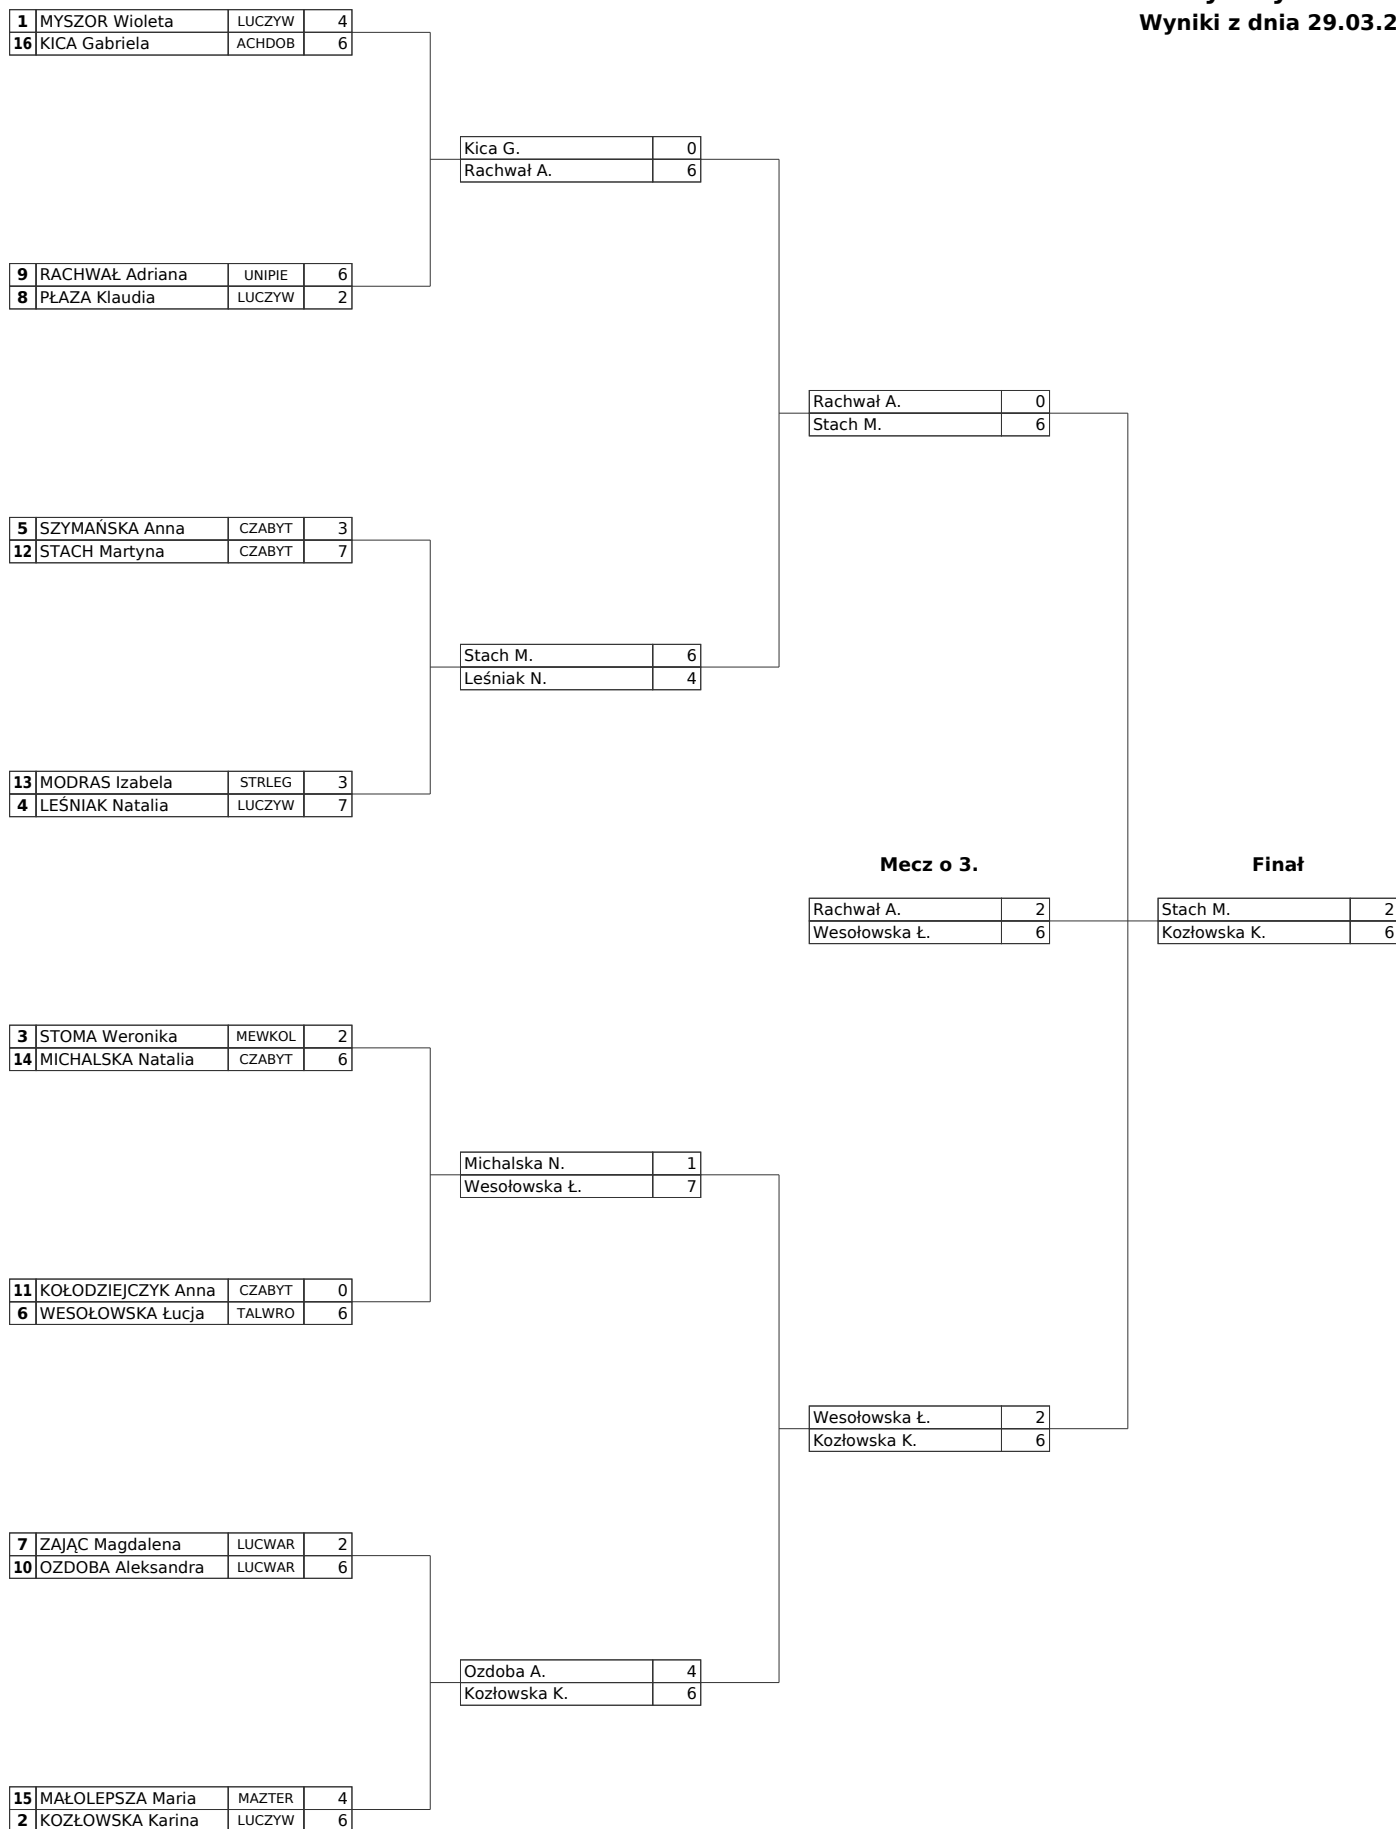 Wyniki z dnia 29.03.2
1 MYSZOR Wioleta LUCZYW 4
16 KICA Gabriela ACHDOB 6
Kica G. 0
Rachwał A. 6
9 RACHWAŁ Adriana UNIPIE 6
8 PŁAZA Klaudia LUCZYW 2
Rachwał A. 0
Stach M. 6
5 SZYMAŃSKA Anna CZABYT 3
12 STACH Martyna CZABYT 7
Stach M. 6
Leśniak N. 4
13 MODRAS Izabela STRLEG 3
4 LEŚNIAK Natalia LUCZYW 7
Mecz o 3. Finał
Rachwał A. 2 Stach M. 2
Wesołowska Ł. 6 Kozłowska K. 6
3 STOMA Weronika MEWKOL 2
14 MICHALSKA Natalia CZABYT 6
Michalska N. 1
Wesołowska Ł. 7
11 KOŁODZIEJCZYK Anna CZABYT 0
6 WESOŁOWSKA Łucja TALWRO 6
Wesołowska Ł. 2
Kozłowska K. 6
7 ZAJĄC Magdalena LUCWAR 2
10 OZDOBA Aleksandra LUCWAR 6
Ozdoba A. 4
Kozłowska K. 6
15 MAŁOLEPSZA Maria MAZTER 4
2 KOZŁOWSKA Karina LUCZYW 6